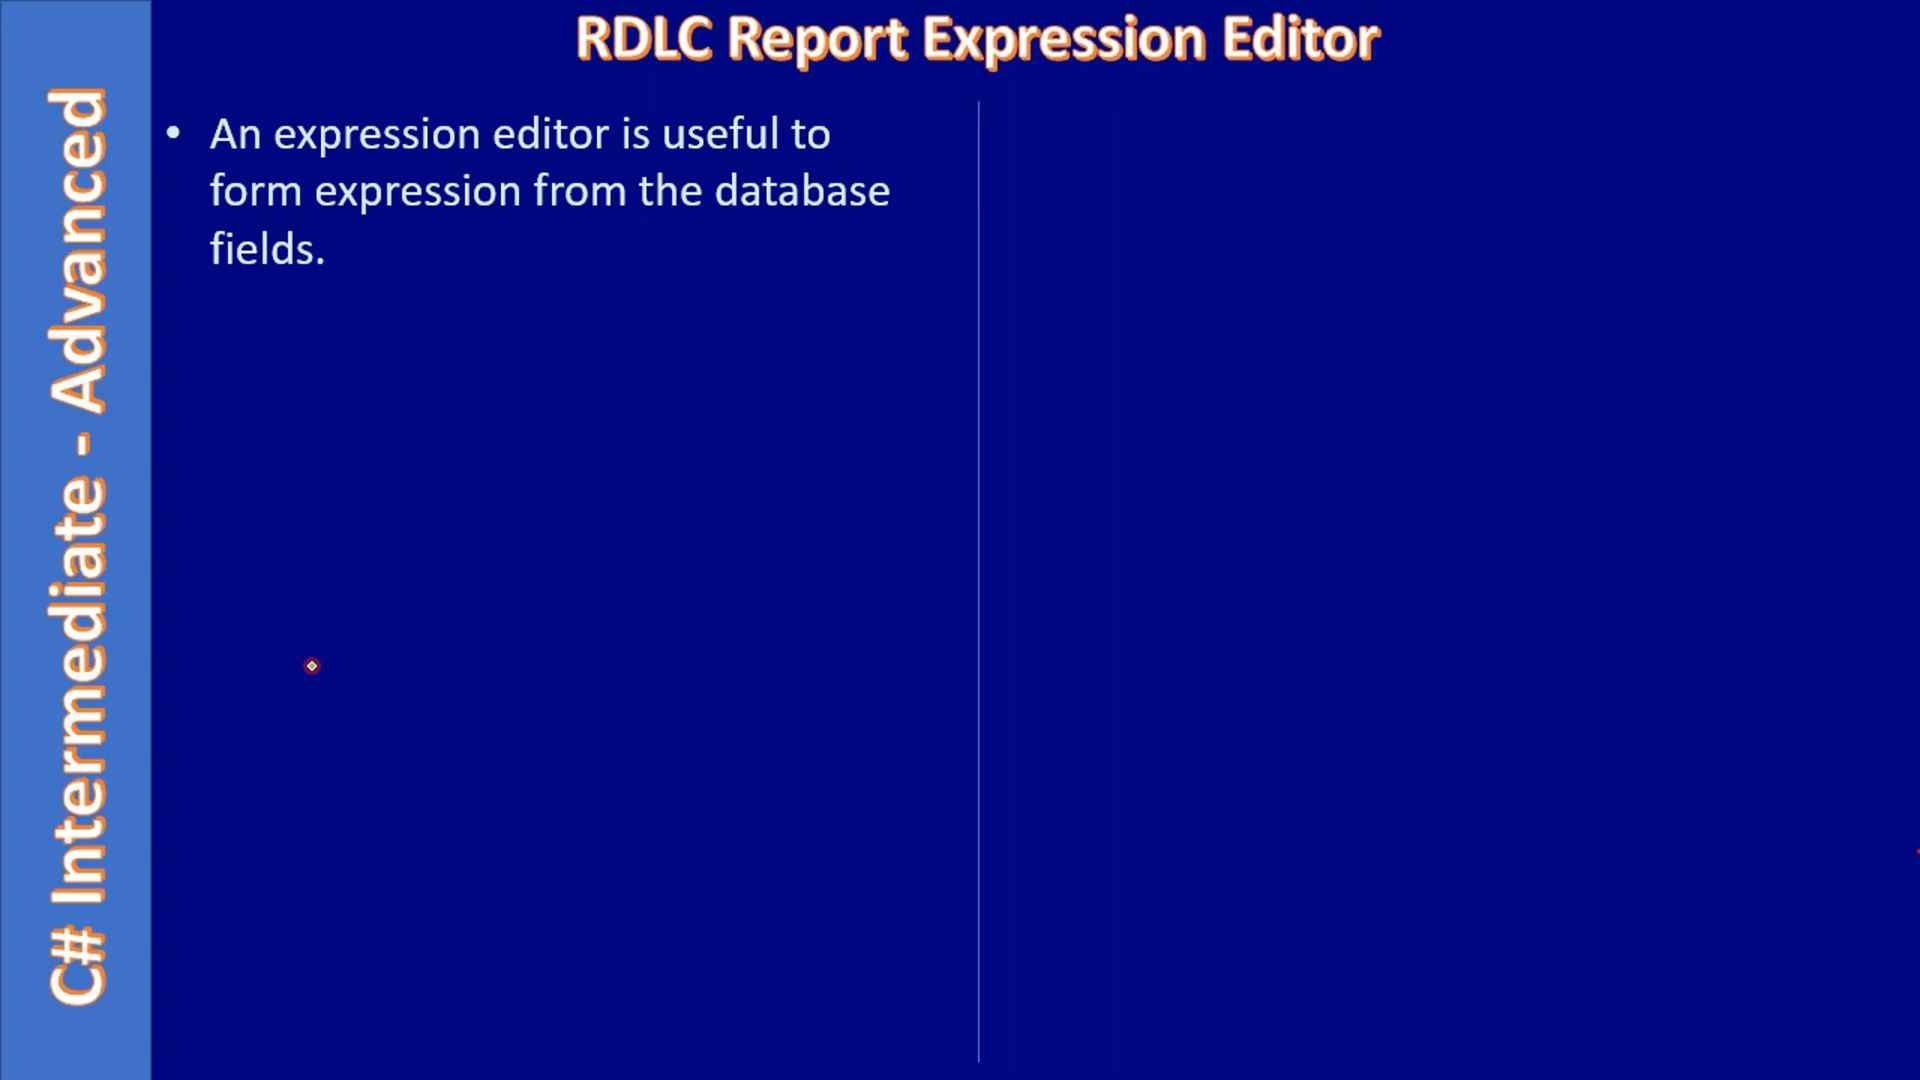 RDLC Report Expression Editor
C# Intermediate - Advanced
• An expression editor is useful to
form expression from the database
fields.